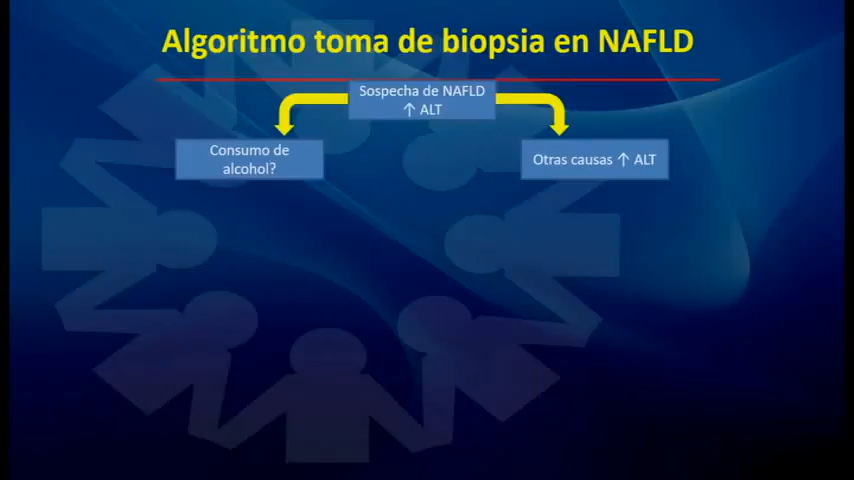 Algoritmo toma de biopsia en NAFLD
Sospecha de NAFLD
↑ ALT
Consumo de
alcohol?
Otras causas ↑ ALT